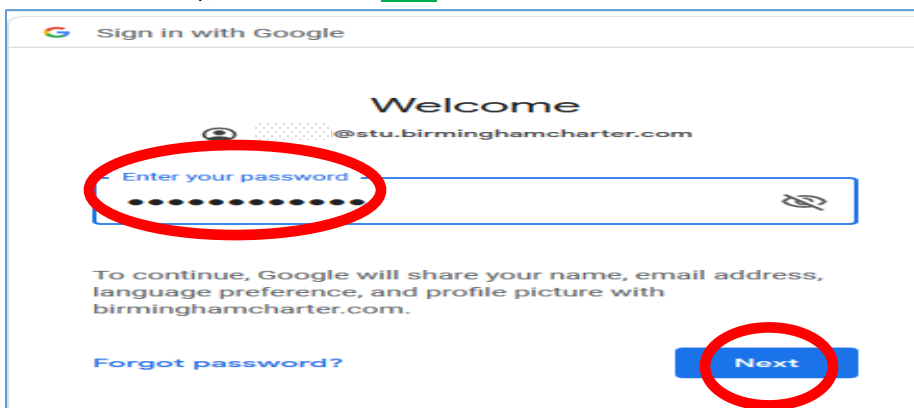 Sign in with Google
Welcome
@stu.birminghamcharter.com
Enter your password
To continue, Google will share your name, email address,
language preference, and profile picture with
birminghamcharter.com.
Forgot password?
Next